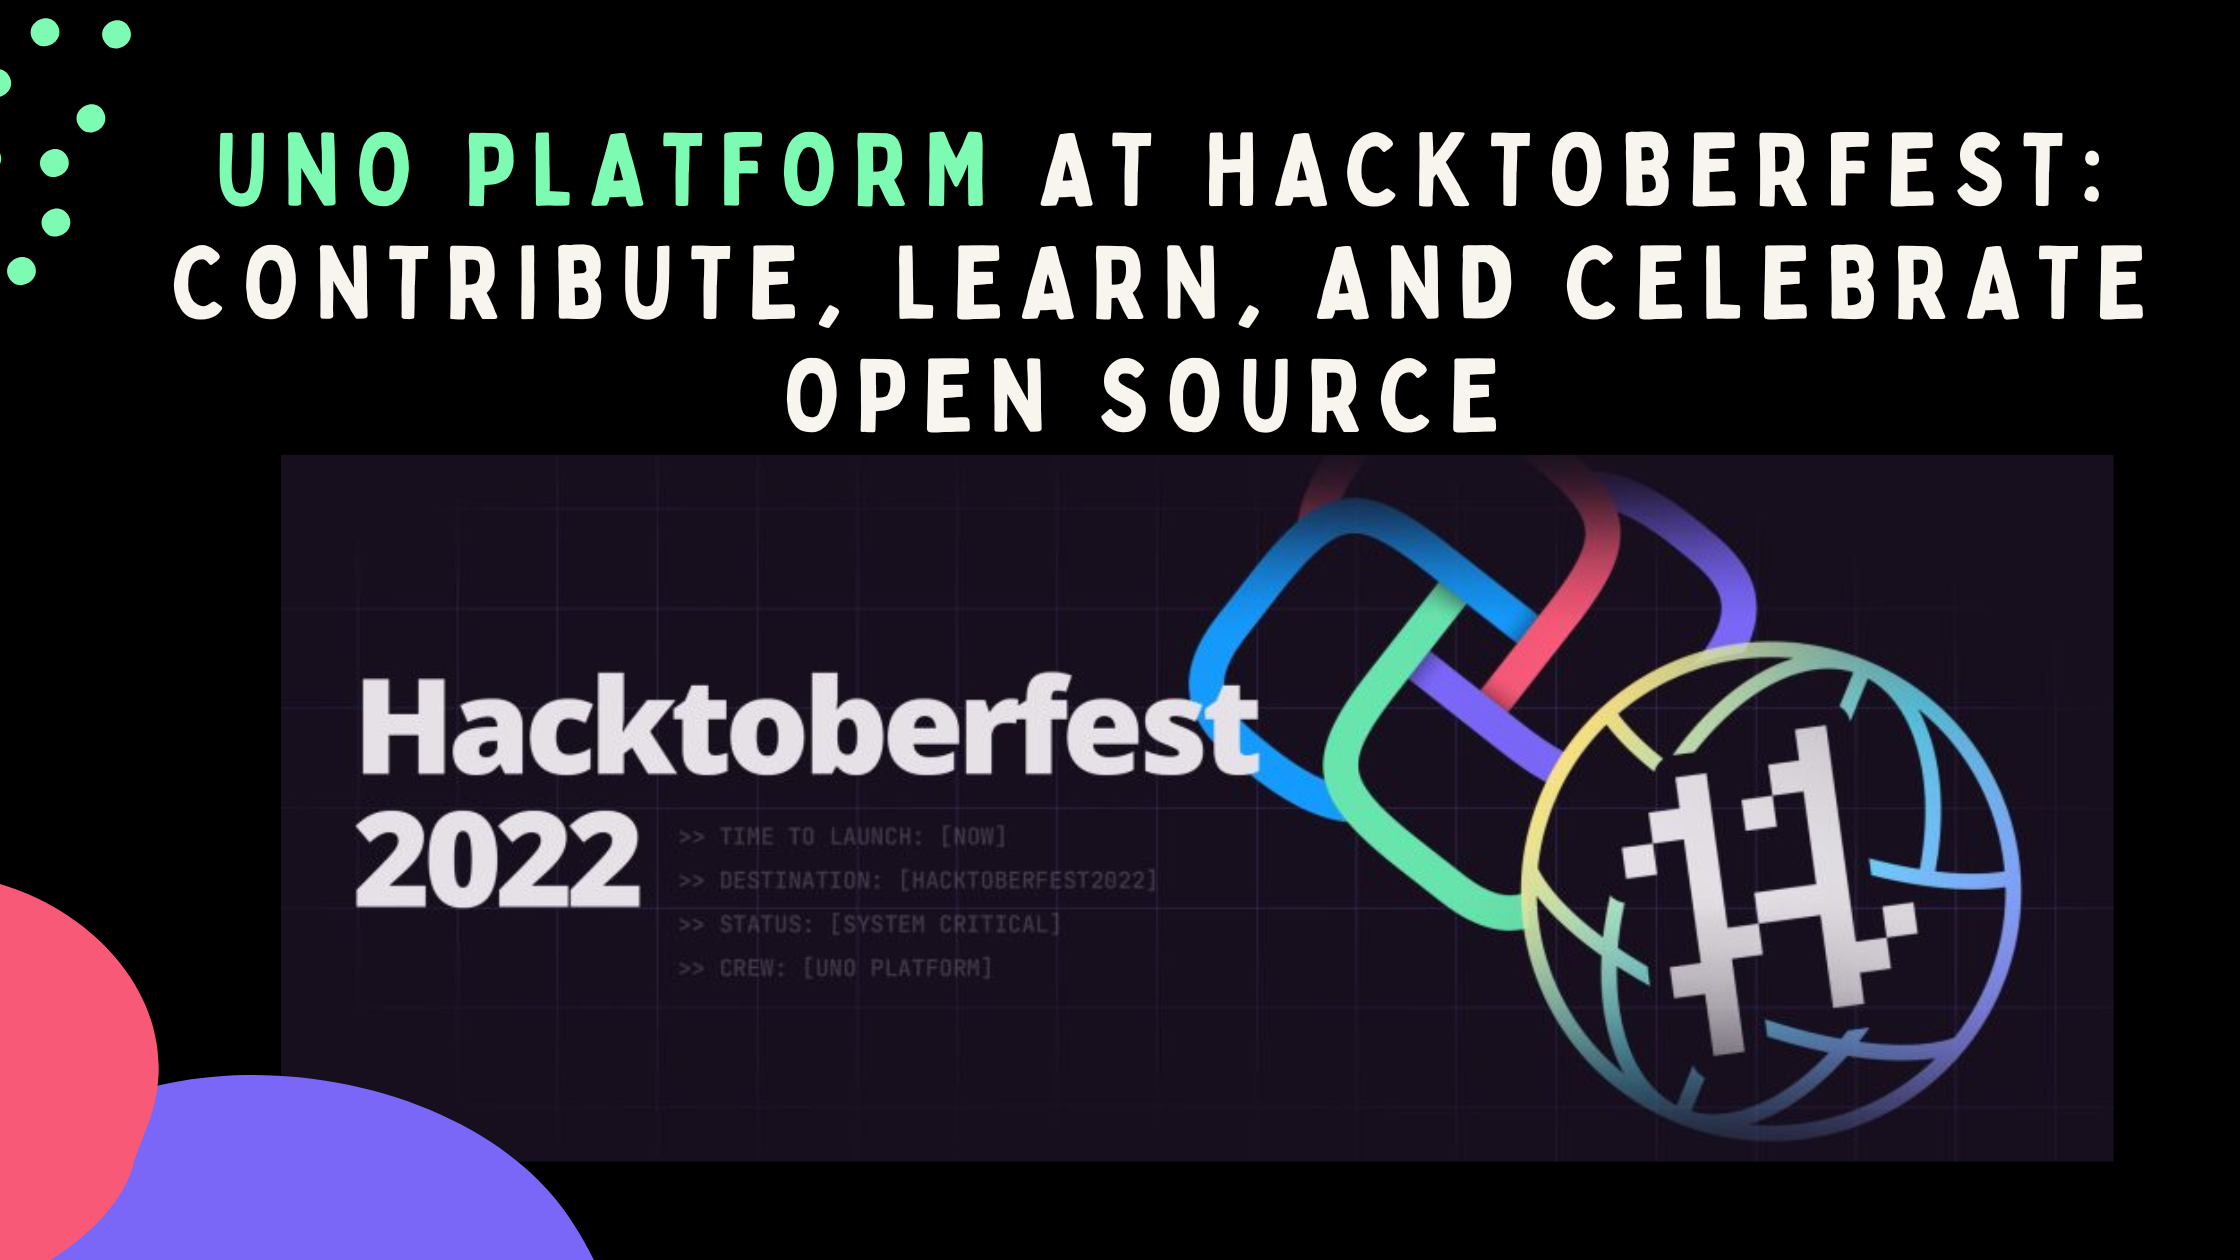 UNO PLATFORM AT HACKTOBERFEST:
CONTRIBUTE, LEARN, AND CELEBRATE
OPEN SOURCE
Hacktoberfest
2022
>> TIME TO LAUNCH: [NOW]
>> DESTINATION: [HACKTOBERFEST2022]
>> STATUS: [SYSTEM CRITICAL]
>> CREW: [UNO PLATFORM]
H